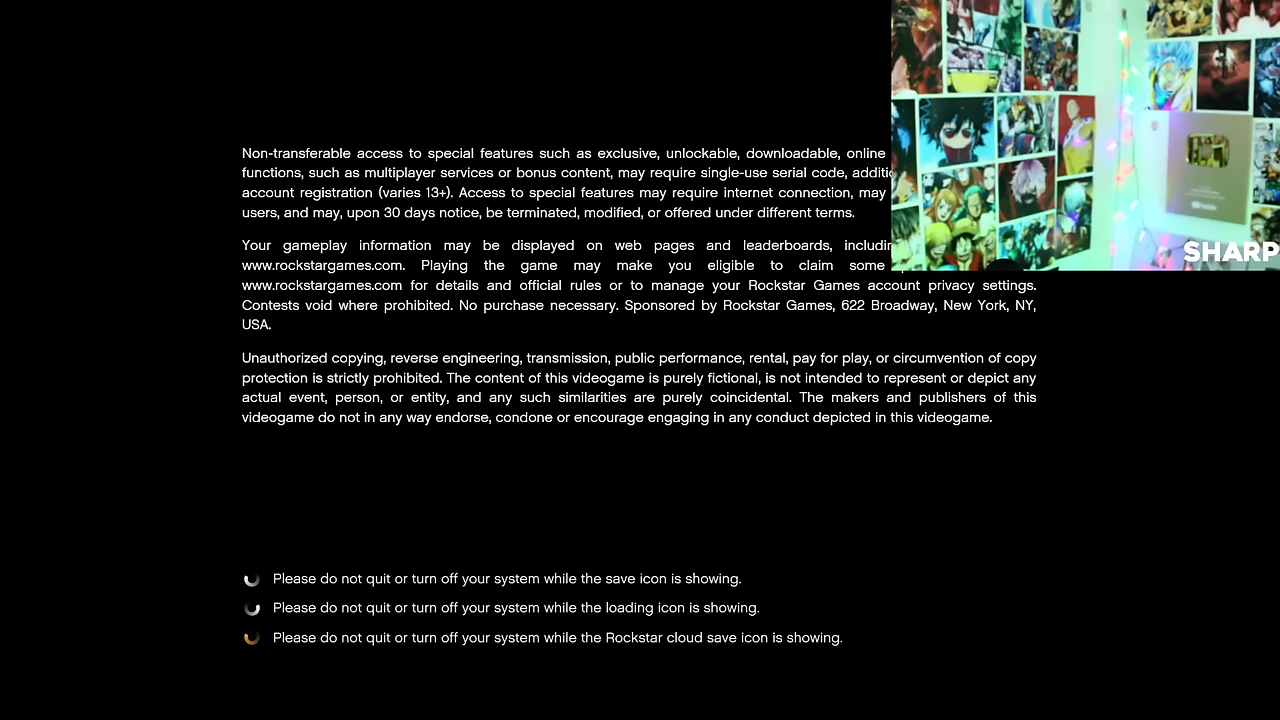 Non-transferable access to special features such as exclusive, unlockable, downloadable, online
functions, such as multiplayer services or bonus content, may require single-use serial code,
account registration (varies 13+). Access to special features may require internet connection, may
users, and may, upon 30 days notice, be terminated, modified, or offered under different terms.
Your gameplay information may be displayed on web pages and leaderboards,
www.rockstargames.com. Playing the game may make you eligible to claim some
www.rockstargames.com for details and official rules or to manage your Rockstar Games account privacy settings.
Contests void where prohibited. No purchase necessary. Sponsored by Rockstar Games, 622 Broadway, New York, NY,
USA.
Unauthorized copying, reverse engineering, transmission, public performance, rental, pay for play, or circumvention of copy
protection is strictly prohibited. The content of this videogame is purely fictional, is not intended to represent or depict any
actual event, person, or entity, and any such similarities are purely coincidental. The makers and publishers of this
videogame do not in any way endorse, condone or encourage engaging in any conduct depicted in this videogame.
SHARP
Please do not quit or turn off your system while the save icon is showing.
Please do not quit or turn off your system while the loading icon is showing.
Please do not quit or turn off your system while the Rockstar cloud save icon is showing.